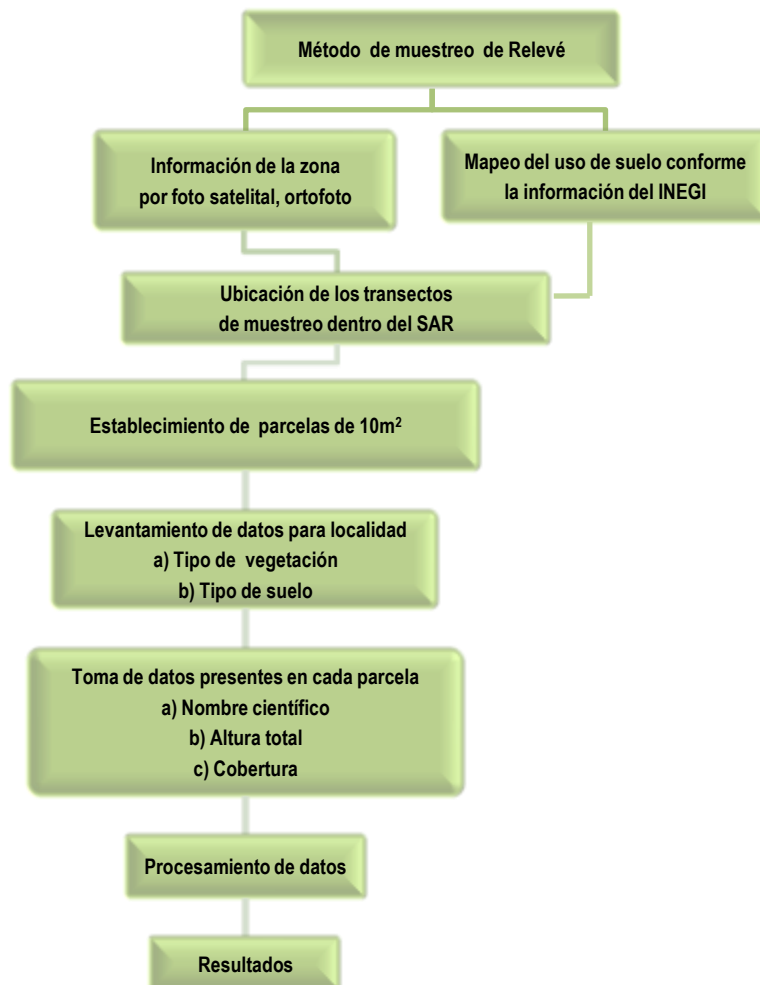 Método de muestreo de Relevé
Información de la zona
por foto satelital, ortofoto
Mapeo del uso de suelo conforme
la información del INEGI
Ubicación de los transectos
de muestreo dentro del SAR
Establecimiento de parcelas de 10m²
Levantamiento de datos para localidad
a) Tipo de vegetación
b) Tipo de suelo
Toma de datos presentes en cada parcela
a) Nombre científico
b) Altura total
c) Cobertura
Procesamiento de datos
Resultados